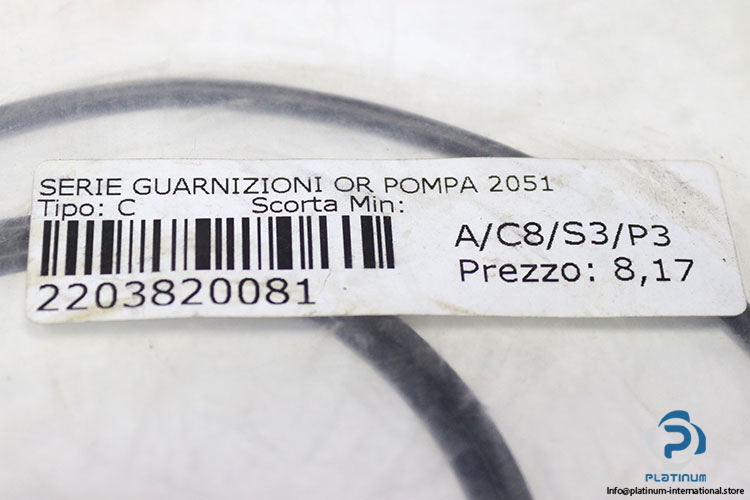 SERIE GUARNIZIONI OR POMPA 2051
Tipo: C Scorta Min:
A/C8/S3/P3
2203820081
Prezzo: 8,17
PLATINUM
Info@platinum-international.store